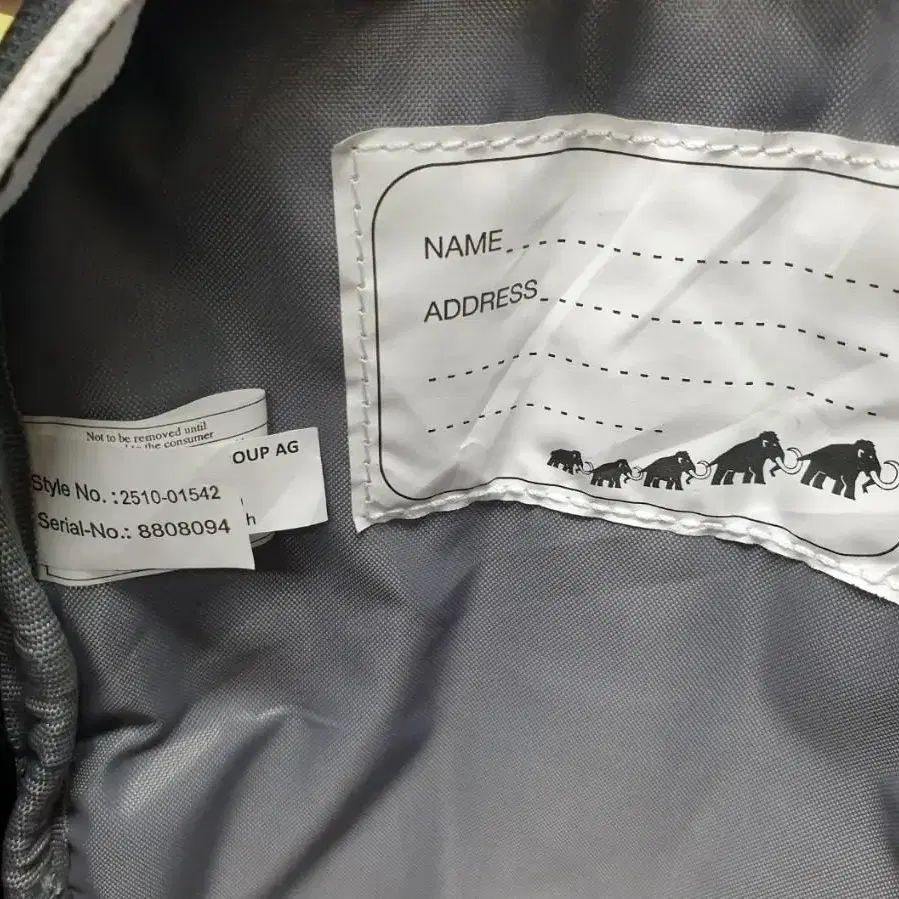 NAME
ADDRESS
Not to be removed until
the consumer
OUP AG
Style No.:2510-01542
Serial-No.: 8808094
h